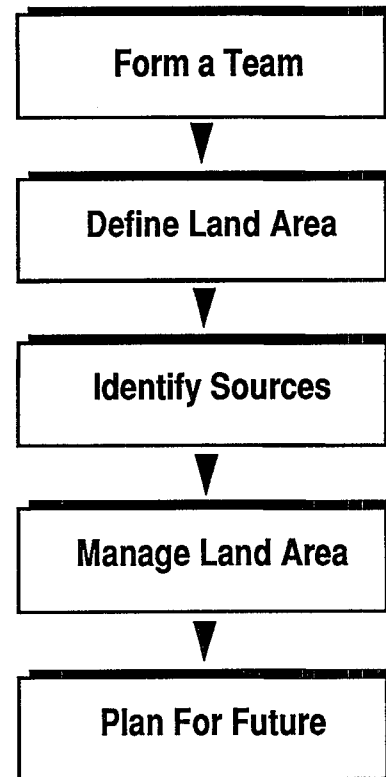 Form a Team
Define Land Area
Identify Sources
Manage Land Area
Plan For Future